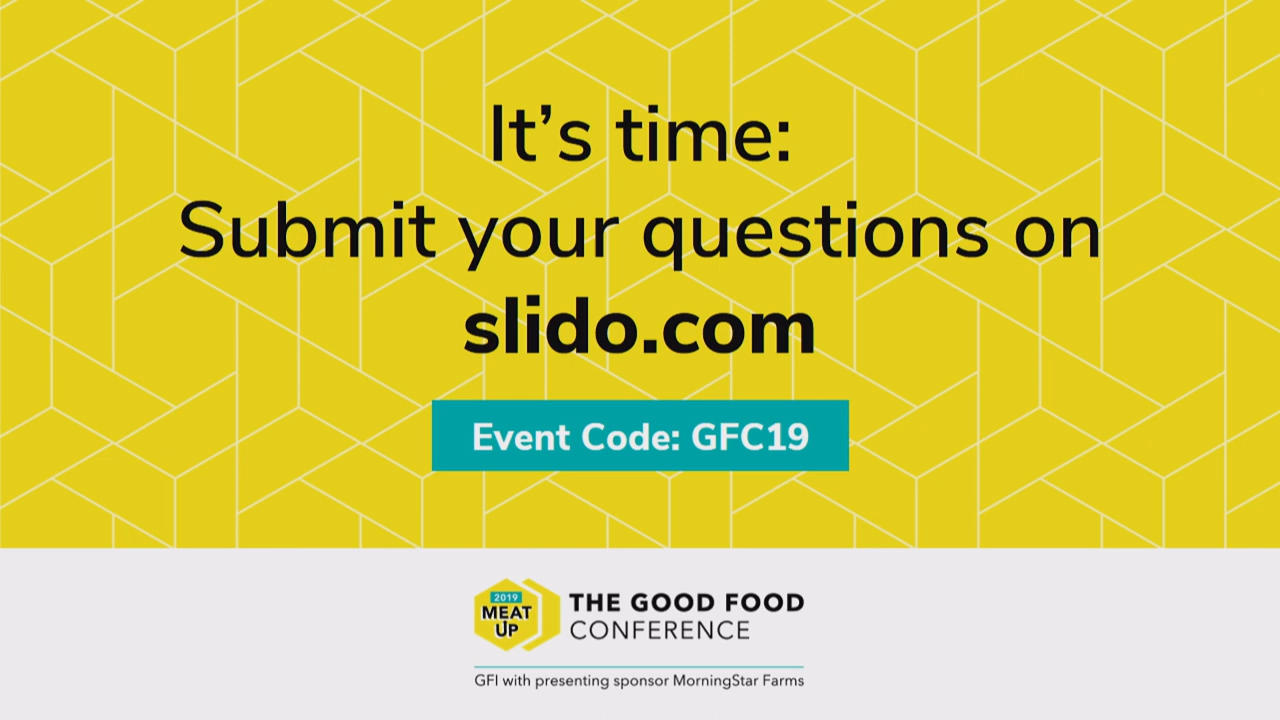 It’s time:
Submit your questions on
slido.com
Event Code: GFC19
2019
MEAT
UP
THE GOOD FOOD
CONFERENCE
GFI with presenting sponsor MorningStar Farms